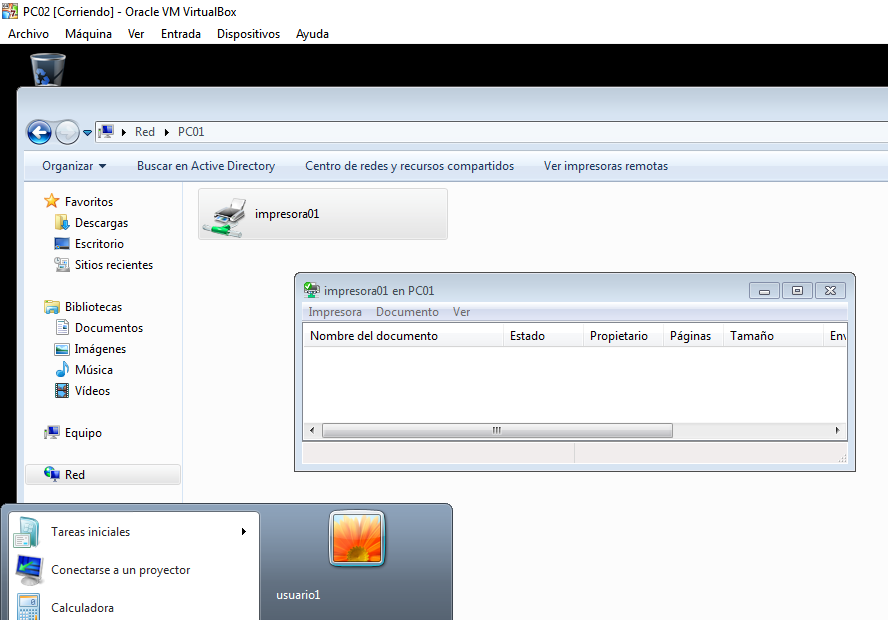 PC02 [Corriendo] - Oracle VM VirtualBox
Archivo Máquina Ver Entrada Dispositivos Ayuda
Red PC01
Organizar Buscar en Active Directory Centro de redes y recursos compartidos Ver impresoras remotas
Favoritos
Descargas
Escritorio
Sitios recientes
Bibliotecas
Documentos
Imágenes
Música
Vídeos
Equipo
Red
impresora01
impresora01 en PC01
Impresora Documento Ver
Nombre del documento Estado Propietario Páginas Tamaño Env
Tareas iniciales
Conectarse a un proyector
Calculadora
usuario1